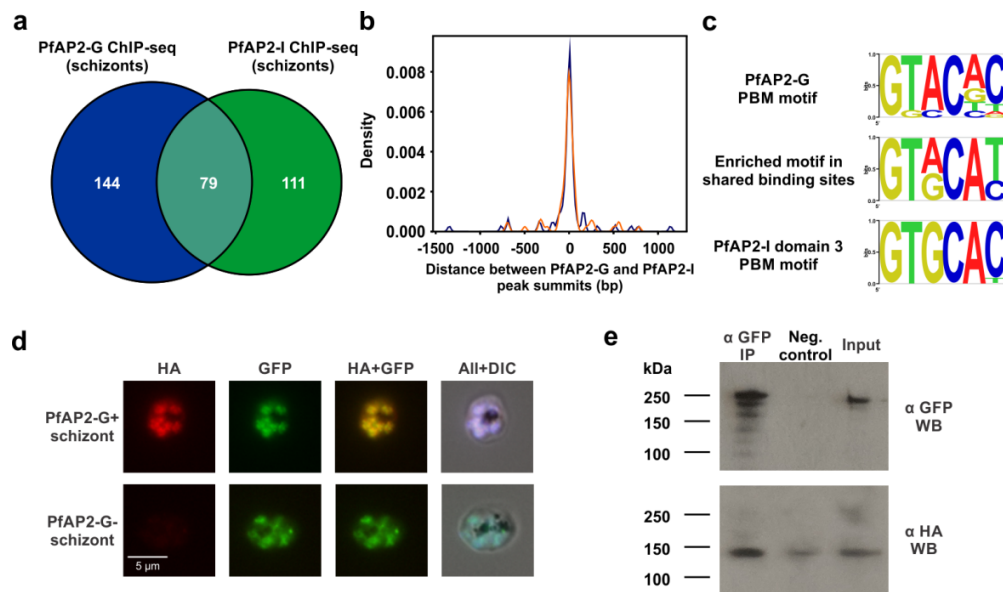 a
PfAP2-G ChIP-seq
(schizonts)
PfAP2-I ChIP-seq
(schizonts)
144
79
111
b
Density
0.008
0.006
0.004
0.002
0.000
-1500 -1000 -500 0 500 1000
Distance between PfAP2-G and PfAP2-I
peak summits (bp)
c
PfAP2-G
PBM motif
Enriched motif in
shared binding sites
PfAP2-I domain 3
PBM motif
GTACAC
GTACAT
GTGCAC
d
HA GFP HA+GFP All+DIC
PfAP2-G+
schizont
PfAP2-G-
schizont
5 µm
e
kDa
α GFP
IP
Neg.
control
Input
250
150
100
α GFP
WB
250
150
100
α HA
WB